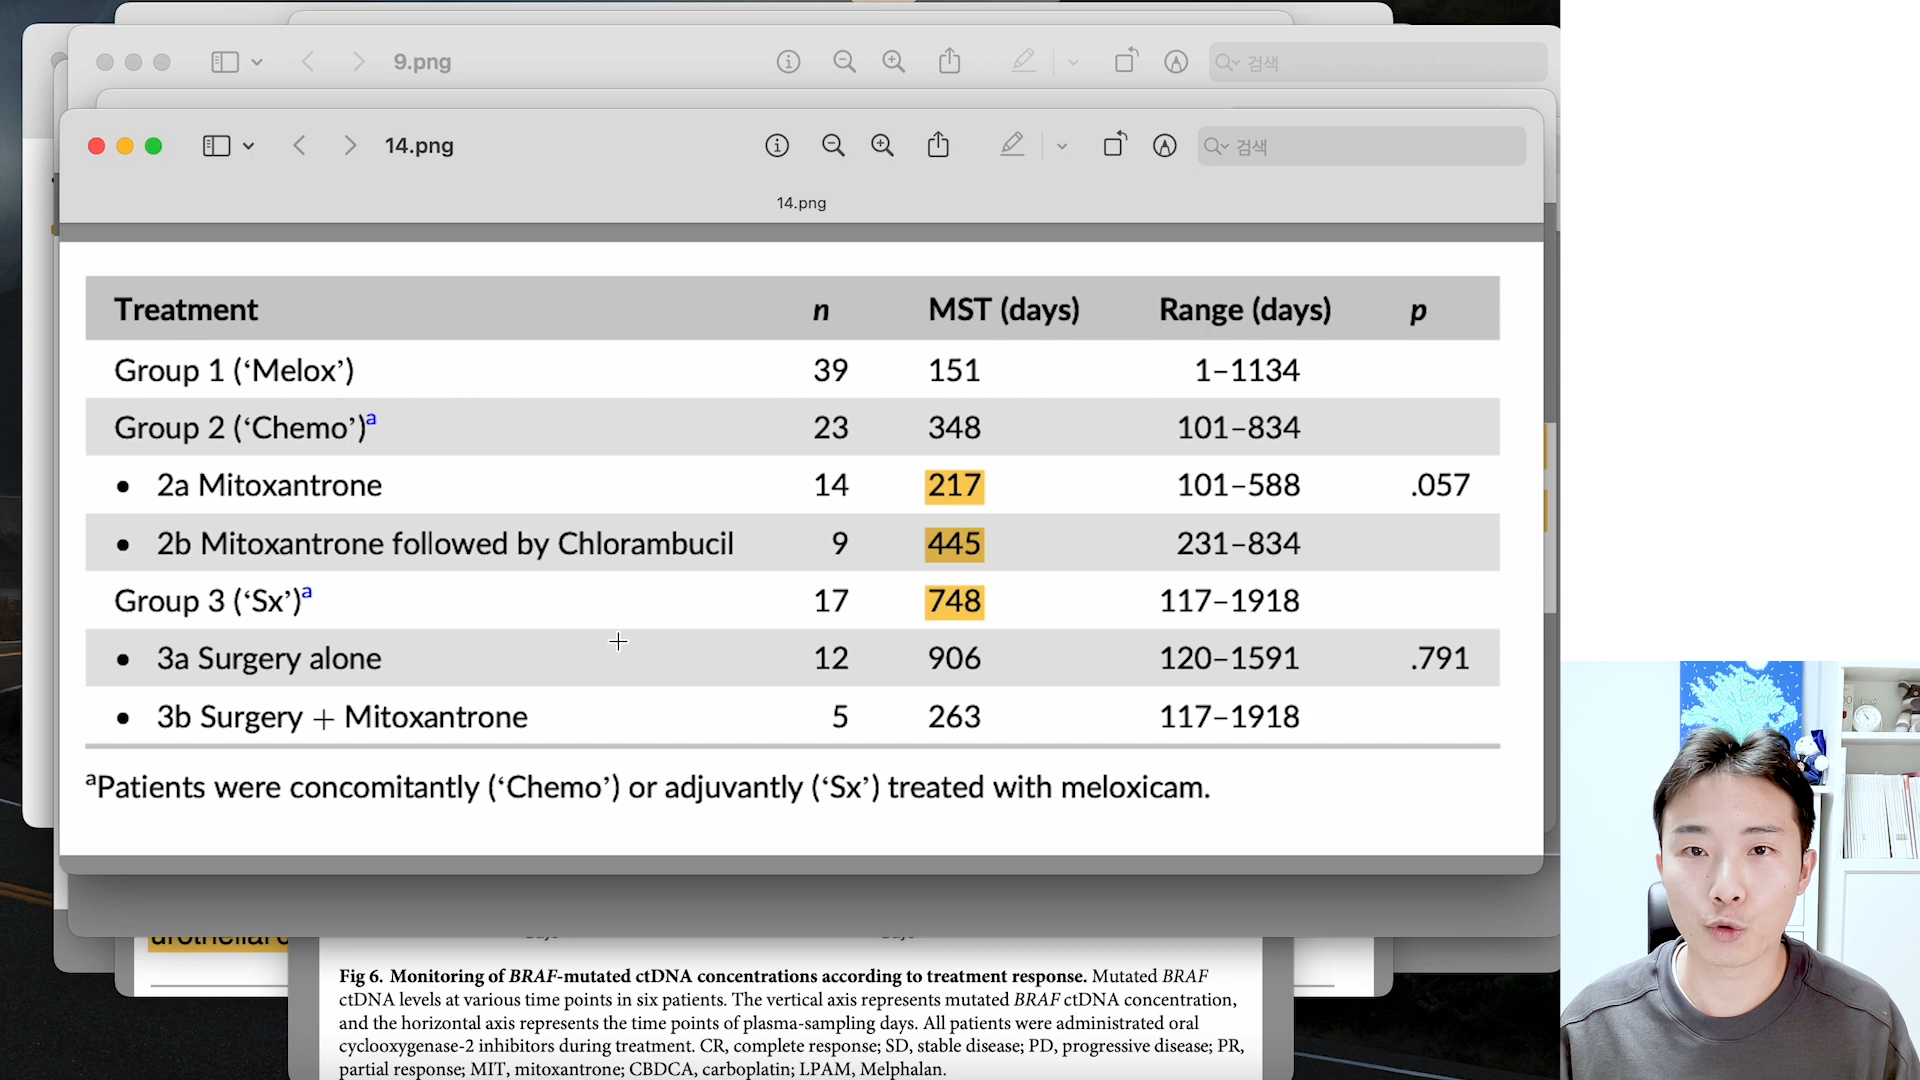 9.png
검색
14.png
검색
14.png
Treatment n MST (days) Range (days) p
Group 1 (‘Melox’) 39 151 1–1134
Group 2 (‘Chemo’)a 23 348 101–834
• 2a Mitoxantrone 14 217 101–588 .057
• 2b Mitoxantrone followed by Chlorambucil 9 445 231–834
Group 3 (‘Sx’)a 17 748 117–1918
• 3a Surgery alone 12 906 120–1591 .791
• 3b Surgery + Mitoxantrone 5 263 117–1918
aPatients were concomitantly (‘Chemo’) or adjuvantly (‘Sx’) treated with meloxicam.
Fig 6. Monitoring of BRAF-mutated ctDNA concentrations according to treatment response. Mutated BRAF
ctDNA levels at various time points in six patients. The vertical axis represents mutated BRAF ctDNA concentration,
and the horizontal axis represents the time points of plasma-sampling days. All patients were administrated oral
cyclooxygenase-2 inhibitors during treatment. CR, complete response; SD, stable disease; PD, progressive disease; PR,
partial response; MIT, mitoxantrone; CBDCA, carboplatin; LPAM, Melphalan.